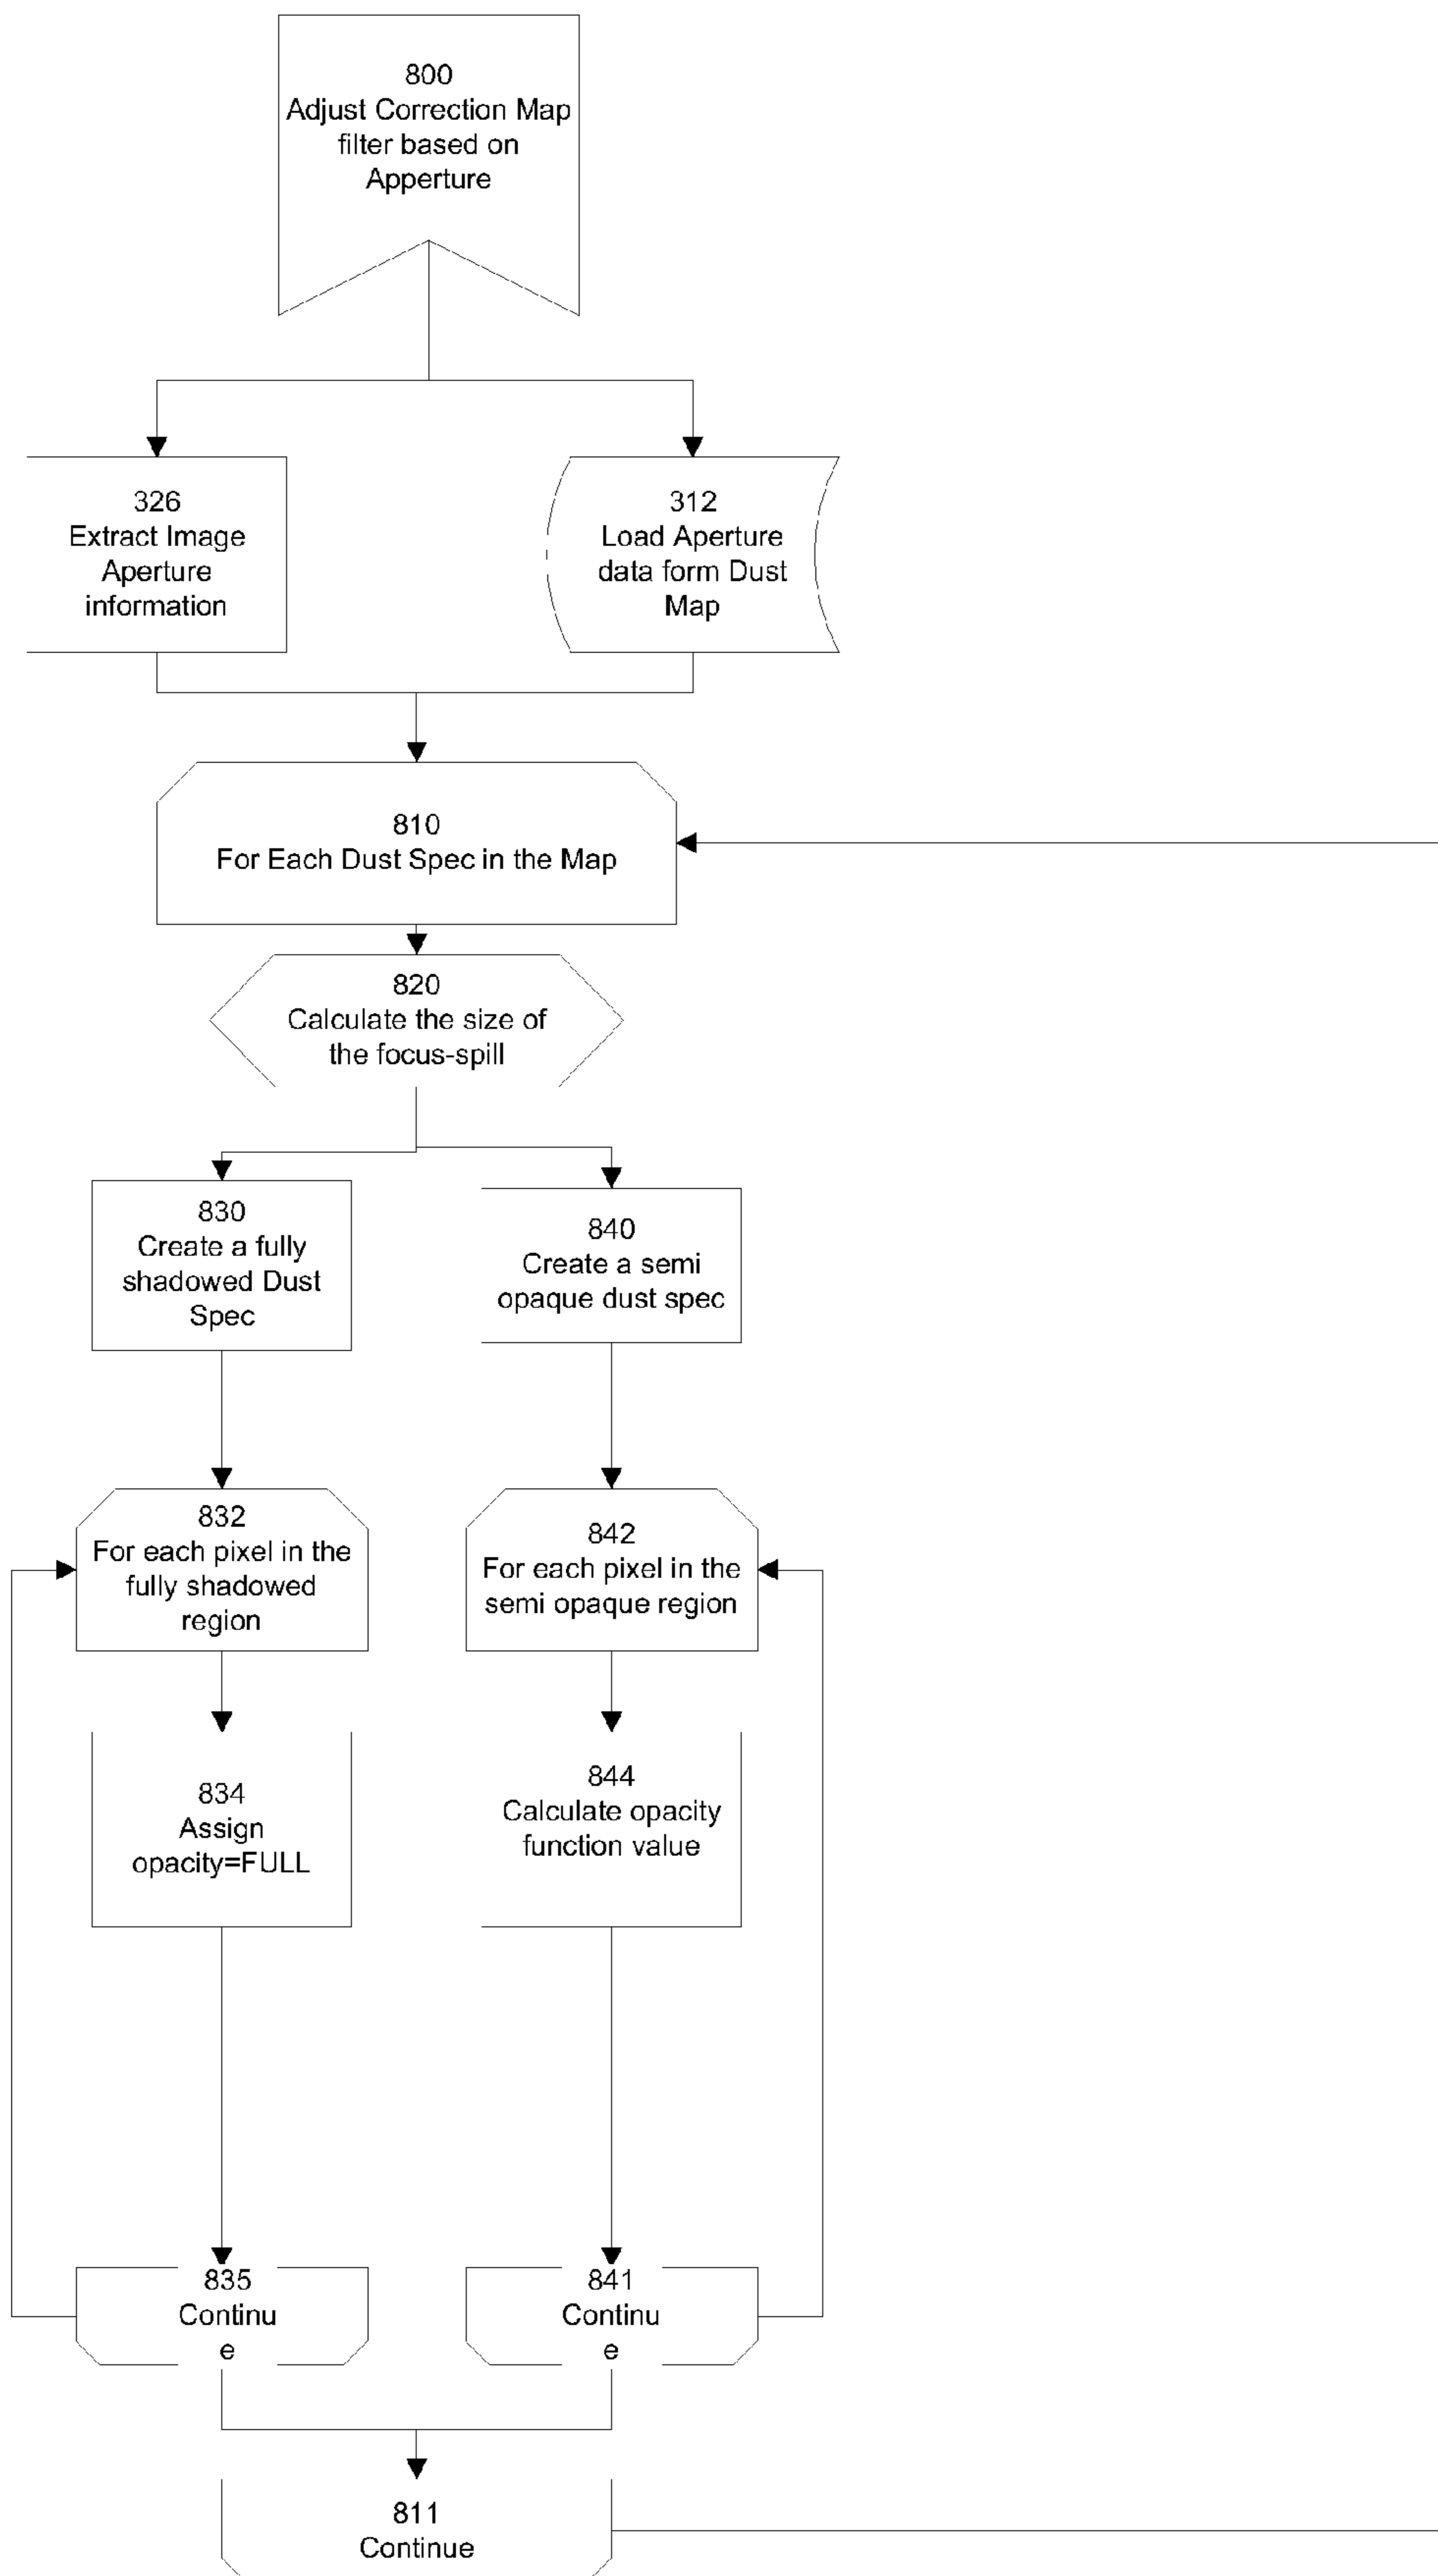 800
Adjust Correction Map
filter based on
Apperture
326
Extract Image
Aperture
information
312
Load Aperture
data form Dust
Map
810
For Each Dust Spec in the Map
820
Calculate the size of
the focus-spill
830
Create a fully
shadowed Dust
Spec
840
Create a semi
opaque dust spec
832
For each pixel in the
fully shadowed
region
842
For each pixel in the
semi opaque region
834
Assign
opacity=FULL
844
Calculate opacity
function value
835
Continu
e
841
Continu
e
811
Continue